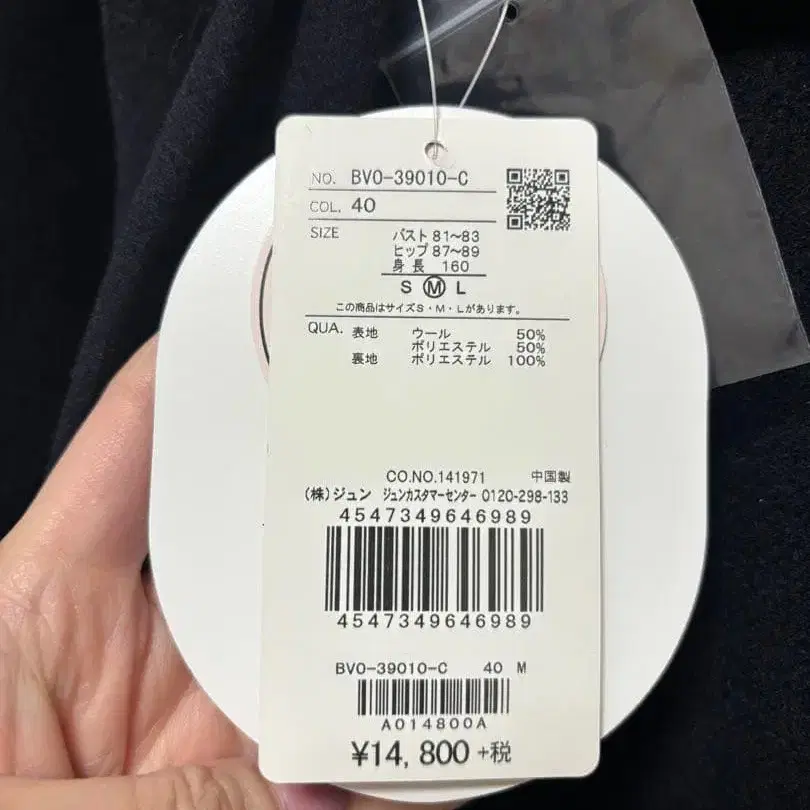 NO. BVO-39010-C
COL. 40
SIZE バスト 81～83
ヒップ 87～89
身長 160
S M L
この商品はサイズS・M・Lがあります。
QUA. 表地 ウール 50%
ポリエステル 50%
裏地 ポリエステル 100%
CO.NO.141971 中国製
(株)ジュン ジュンカスタマーセンター 0120-298-133
4547349646989
4547349646989
BVO-39010-C 40 M
A014800A
¥14,800 +税